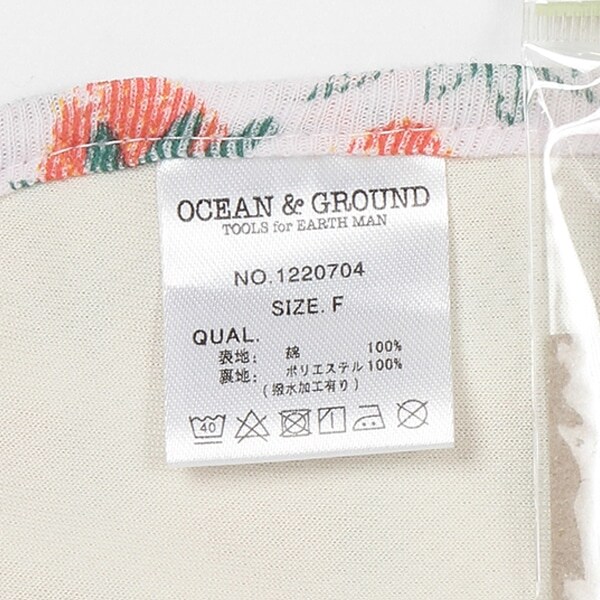 OCEAN & GROUND
TOOLS for EARTH MAN
NO.1220704
SIZE. F
QUAL.
表地: 綿 100%
裏地: ポリエステル 100%
(撥水加工有り)
40